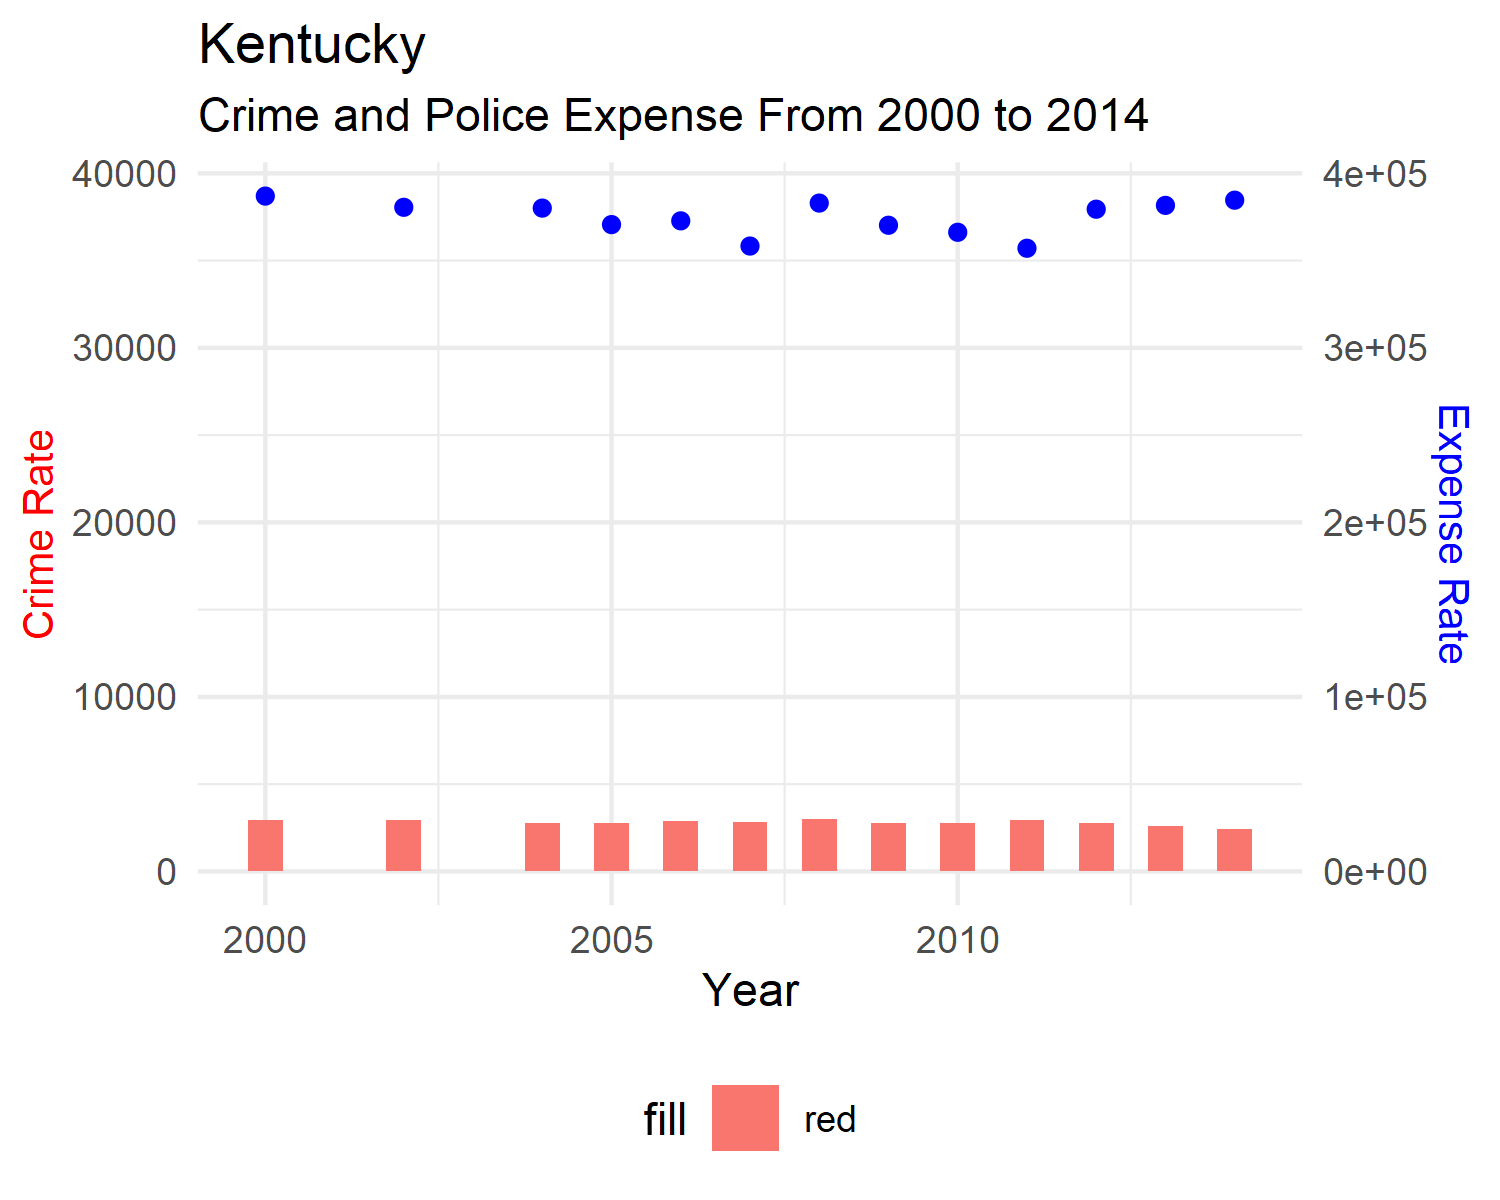 Kentucky
Crime and Police Expense From 2000 to 2014
40000
30000
20000
10000
0
Crime Rate
4e+05
3e+05
2e+05
1e+05
0e+00
Expense Rate
2000 2005 2010
Year
fill red